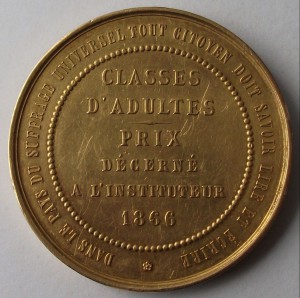 DANS LE PAYS DU SUFFRAGE UNIVERSEL TOUT CITOYEN DOIT SAVOIR LIRE ET ÉCRIRE
CLASSES
D'ADULTES
PRIX
DÉCERNÉ
A L'INSTITUTEUR
1866